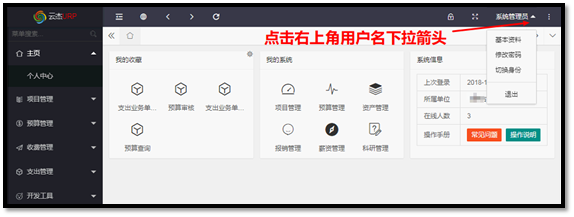 云杰ERP
系统管理员
菜单搜索...
点击右上角用户名下拉箭头
主页
个人中心
项目管理
预算管理
收费管理
支出管理
开发工具
我的收藏
支出业务单...
预算审核
支出业务单...
预算查询
我的系统
项目管理
预算管理
资产管理
报销管理
薪资管理
科研管理
系统信息
上次登录 2018-1
所属单位
在线人数 3
操作手册 常见问题 操作说明
基本资料
修改密码
切换身份
退出